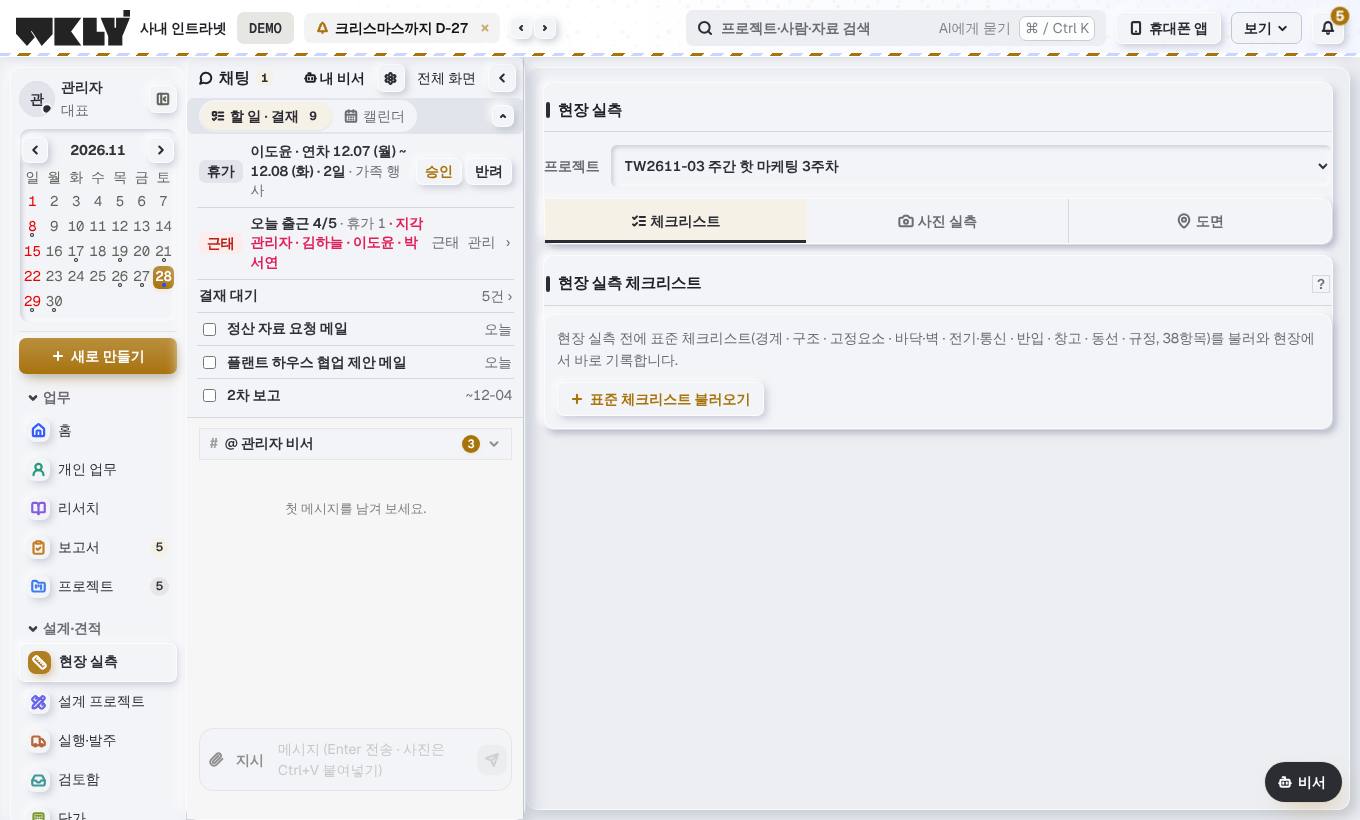 WKLY 사내 인트라넷 DEMO 크리스마스까지 D-27 × 프로젝트·사람·자료 검색 AI에게 묻기 ⌘ / Ctrl K 휴대폰 앱 보기 5
관 관리자
대표
2026.11
일 월 화 수 목 금 토
1 2 3 4 5 6 7
8 9 10 11 12 13 14
15 16 17 18 19 20 21
22 23 24 25 26 27 28
29 30
+ 새로 만들기
업무
홈
개인 업무
리서치
보고서 5
프로젝트 5
설계·견적
현장 실측
설계 프로젝트
실행·발주
검토함
단가
채팅 1 내 비서 전체 화면
할 일 · 결재 9 캘린더
휴가 이도윤 · 연차 12.07 (월) ~ 12.08 (화) · 2일 · 가족 행사 승인 반려
근태 오늘 출근 4/5 · 휴가 1 · 지각 관리자 · 김하늘 · 이도윤 · 박서연 근태 관리 ›
결재 대기 5건 ›
정산 자료 요청 메일 오늘
플랜트 하우스 협업 제안 메일 오늘
2차 보고 ~12-04
# @ 관리자 비서 3
첫 메시지를 남겨 보세요.
지시 메시지 (Enter 전송 · 사진은 Ctrl+V 붙여넣기)
현장 실측
프로젝트 TW2611-03 주간 핫 마케팅 3주차
체크리스트 사진 실측 도면
현장 실측 체크리스트 ?
현장 실측 전에 표준 체크리스트(경계 · 구조 · 고정요소 · 바닥·벽 · 전기·통신 · 반입 · 창고 · 동선 · 규정, 38항목)를 불러와 현장에
서 바로 기록합니다.
+ 표준 체크리스트 불러오기
비서